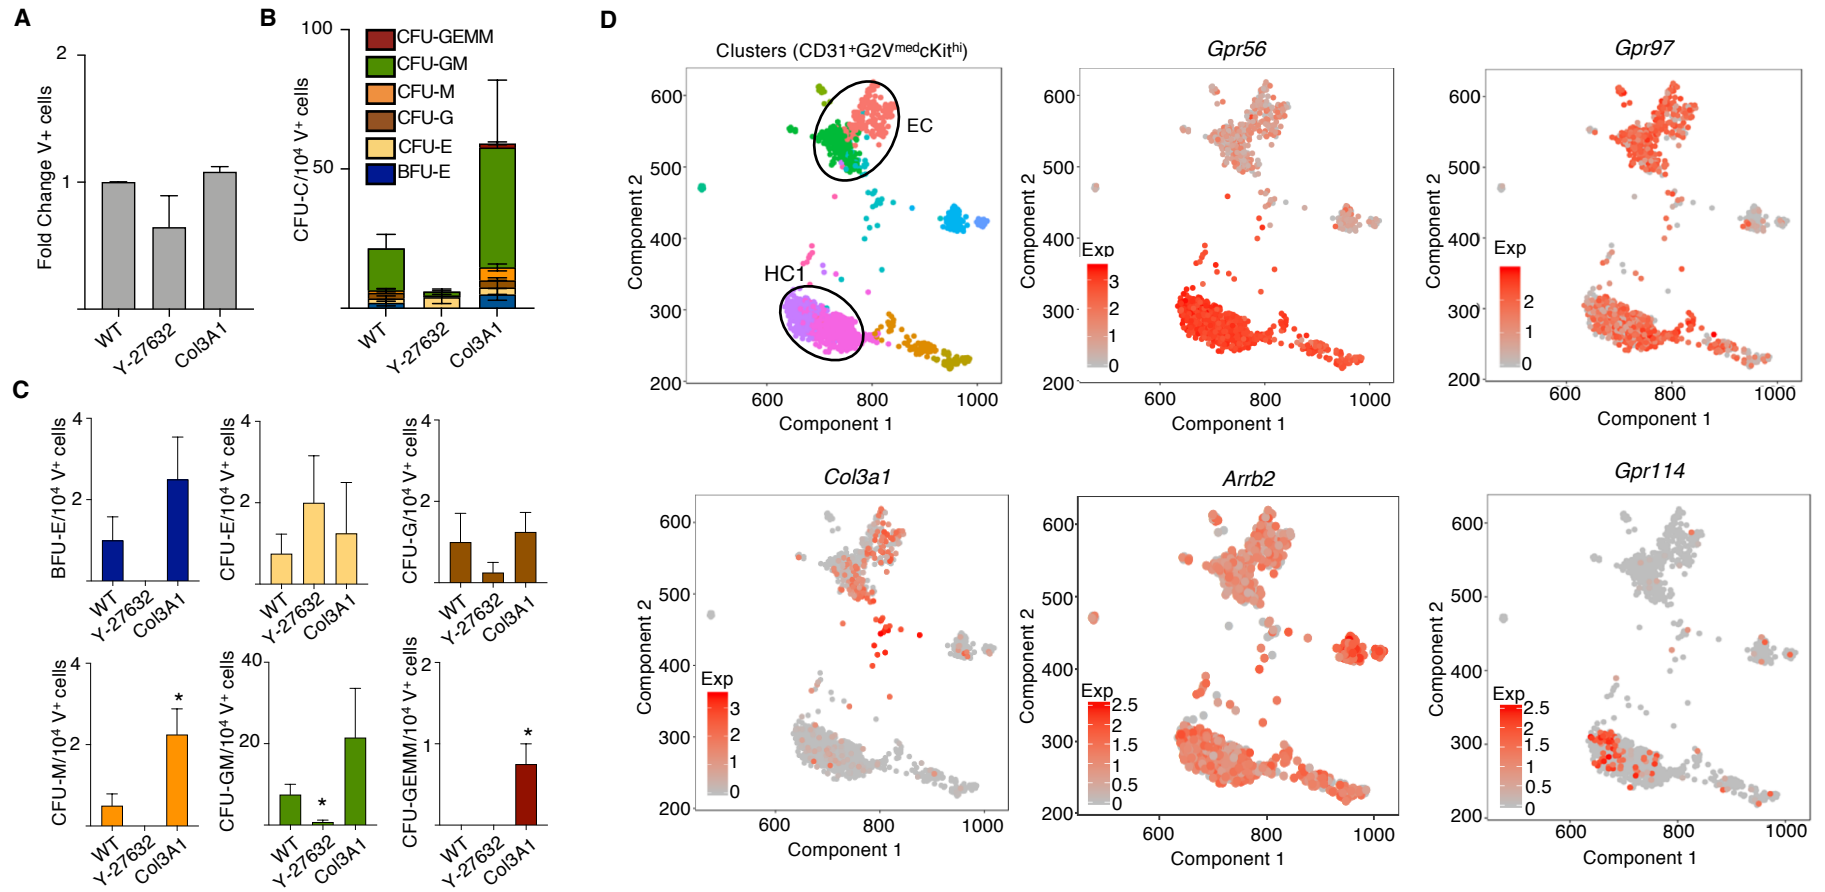 A
Fold Change V+ cells
2
1
WT
Y-27632
Col3A1
B
CFU-C/10⁴ V⁺ cells
100
50
CFU-GEMM
CFU-GM
CFU-M
CFU-G
CFU-E
BFU-E
WT
Y-27632
Col3A1
C
BFU-E/10⁴ V⁺ cells
4
2
WT
Y-27632
Col3A1
CFU-E/10⁴ V⁺ cells
4
2
WT
Y-27632
Col3A1
CFU-G/10⁴ V⁺ cells
4
2
WT
Y-27632
Col3A1
CFU-M/10⁴ V⁺ cells
4
2
*
WT
Y-27632
Col3A1
CFU-GM/10⁴ V⁺ cells
40
20
*
WT
Y-27632
Col3A1
CFU-GEMM/10⁴ V⁺ cells
2
1
*
WT
Y-27632
Col3A1
D
Clusters (CD31⁺G2VᵐᵉᵈcKitʰⁱ)
Component 2
600
500
400
300
200
EC
HC1
600 800 1000
Component 1
Gpr56
Component 2
600
500
400
300
200
Exp
3
2
1
0
600 800 1000
Component 1
Gpr97
Component 2
600
500
400
300
200
Exp
2
1
0
600 800 1000
Component 1
Col3a1
Component 2
600
500
400
300
200
Exp
3
2
1
0
600 800 1000
Component 1
Arrb2
Component 2
600
500
400
300
200
Exp
2.5
2
1.5
1
0.5
0
600 800 1000
Component 1
Gpr114
Component 2
600
500
400
300
200
Exp
2.5
2
1.5
1
0.5
0
600 800 1000
Component 1